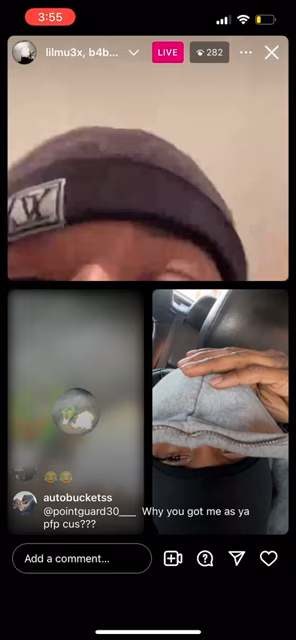 3:55
lilmu3x, b4b...
LIVE
282
autobucketss
@pointguard30___ Why you got me as ya
pfp cus???
Add a comment...